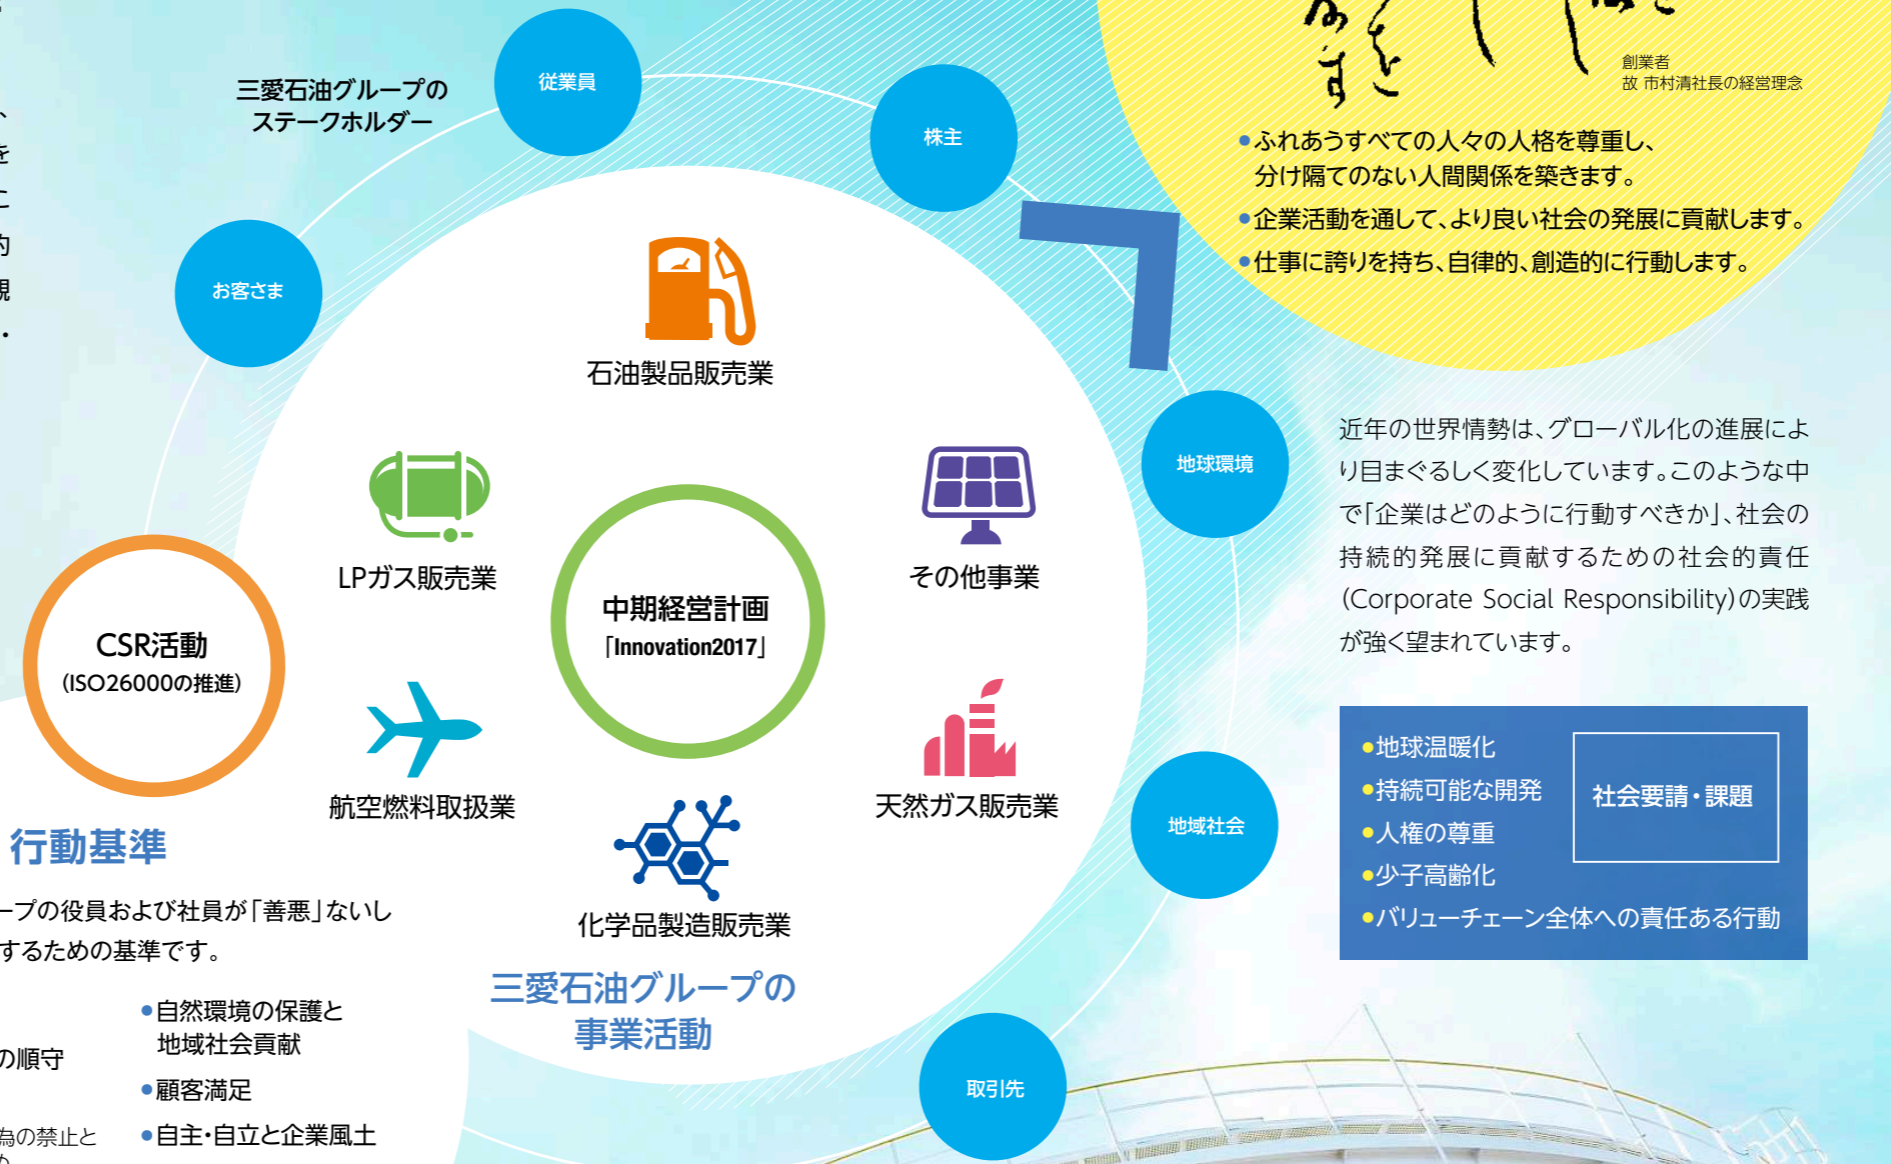 三愛石油グループの
ステークホルダー
従業員
株主
お客さま
地球環境
地域社会
取引先
創業者
故 市村清社長の経営理念
●ふれあうすべての人々の人格を尊重し、
分け隔てのない人間関係を築きます。
●企業活動を通して、より良い社会の発展に貢献します。
●仕事に誇りを持ち、自律的、創造的に行動します。
石油製品販売業
LPガス販売業
その他事業
中期経営計画
「Innovation2017」
航空燃料取扱業
天然ガス販売業
化学品製造販売業
三愛石油グループの
事業活動
CSR活動
(ISO26000の推進)
行動基準
ープの役員および社員が「善悪」ないし
するための基準です。
の順守
為の禁止と
●自然環境の保護と
地域社会貢献
●顧客満足
●自主・自立と企業風土
近年の世界情勢は、グローバル化の進展によ
り目まぐるしく変化しています。このような中
で「企業はどのように行動すべきか」、社会の
持続的発展に貢献するための社会的責任
(Corporate Social Responsibility)の実践
が強く望まれています。
●地球温暖化
●持続可能な開発
●人権の尊重
●少子高齢化
●バリューチェーン全体への責任ある行動
社会要請・課題